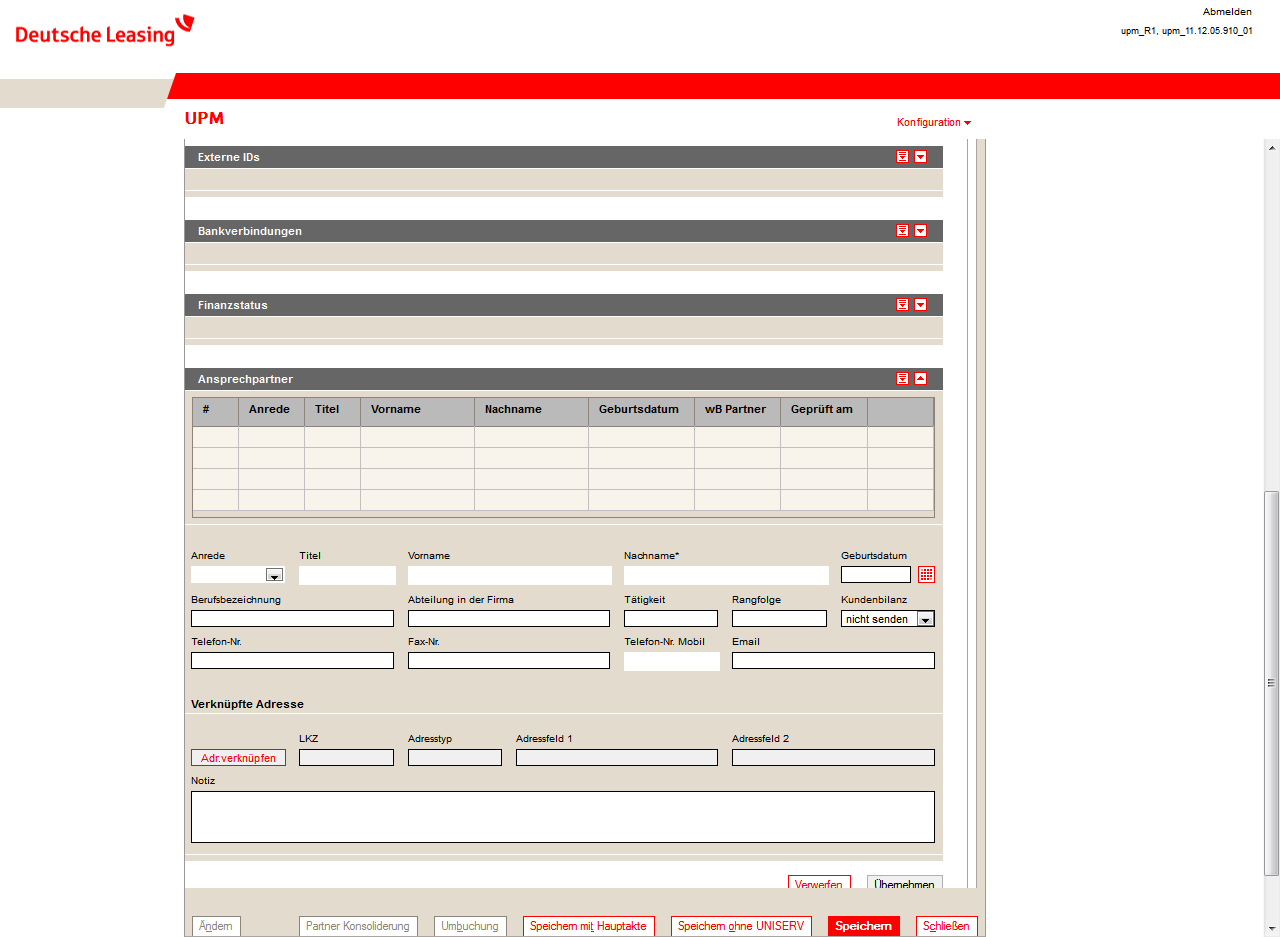 Abmelden
Deutsche Leasing
upm_R1, upm_11.12.05.910_01
UPM
Konfiguration
Externe IDs
Bankverbindungen
Finanzstatus
Ansprechpartner
# Anrede Titel Vorname Nachname Geburtsdatum wB Partner Geprüft am
Anrede Titel Vorname Nachname* Geburtsdatum
Berufsbezeichnung Abteilung in der Firma Tätigkeit Rangfolge Kundenbilanz
nicht senden
Telefon-Nr. Fax-Nr. Telefon-Nr. Mobil Email
Verknüpfte Adresse
LKZ Adresstyp Adressfeld 1 Adressfeld 2
Adr.verknüpfen
Notiz
Verwerfen Übernehmen
Ändem Partner Konsolidierung Umbuchung Speichern mit Hauptakte Speichern ohne UNISERV Speichern Schließen